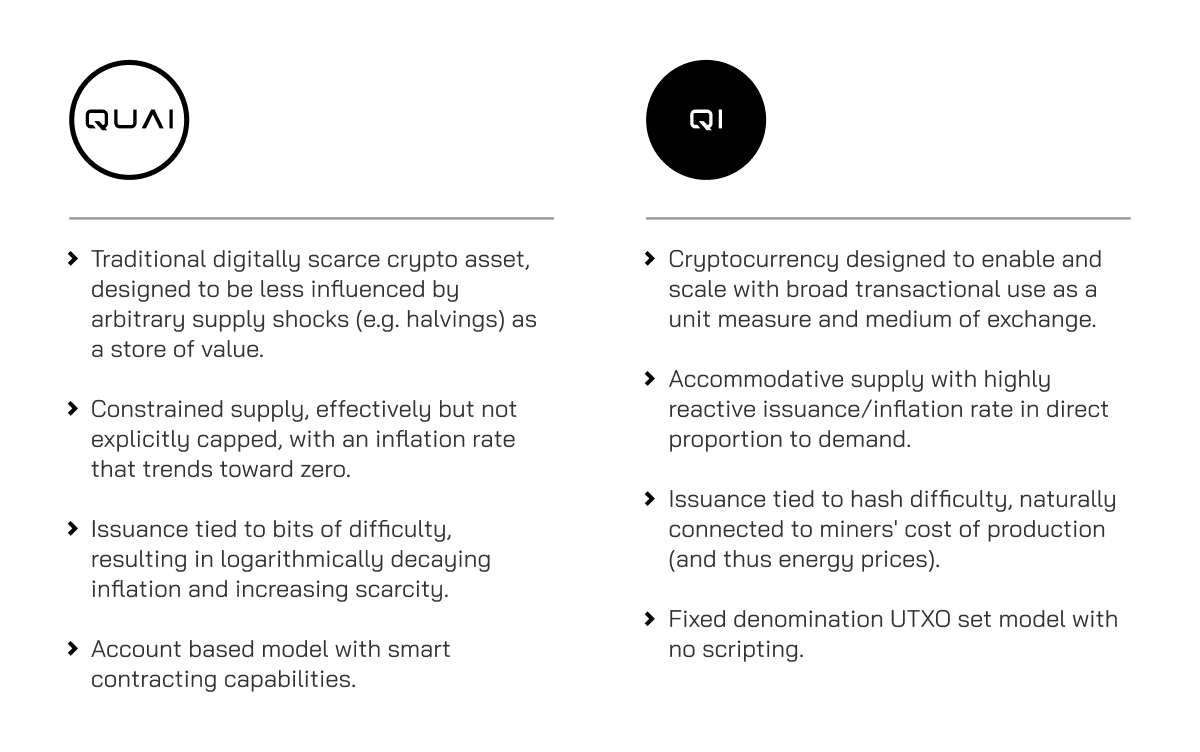 QUAI
Traditional digitally scarce crypto asset,
designed to be less influenced by
arbitrary supply shocks (e.g. halvings) as
a store of value.
Constrained supply, effectively but not
explicitly capped, with an inflation rate
that trends toward zero.
Issuance tied to bits of difficulty,
resulting in logarithmically decaying
inflation and increasing scarcity.
Account based model with smart
contracting capabilities.
QI
Cryptocurrency designed to enable and
scale with broad transactional use as a
unit measure and medium of exchange.
Accommodative supply with highly
reactive issuance/inflation rate in direct
proportion to demand.
Issuance tied to hash difficulty, naturally
connected to miners' cost of production
(and thus energy prices).
Fixed denomination UTXO set model with
no scripting.